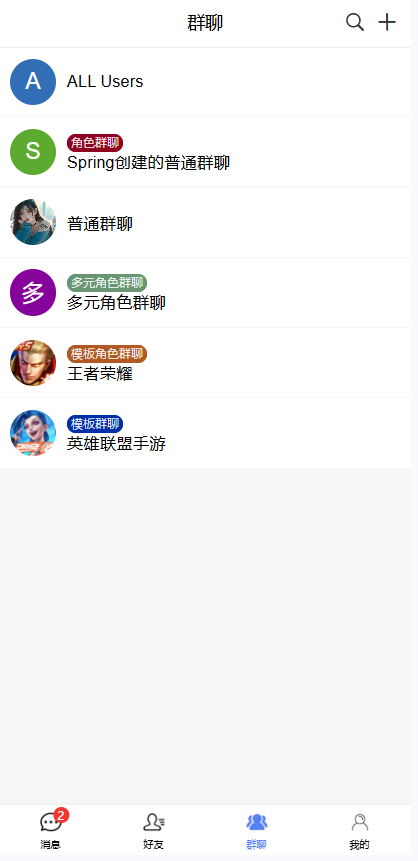 群聊
A
ALL Users
角色群聊
S
Spring创建的普通群聊
普通群聊
多元角色群聊
多
多元角色群聊
模板角色群聊
王者荣耀
模板群聊
英雄联盟手游
2
消息
好友
群聊
我的